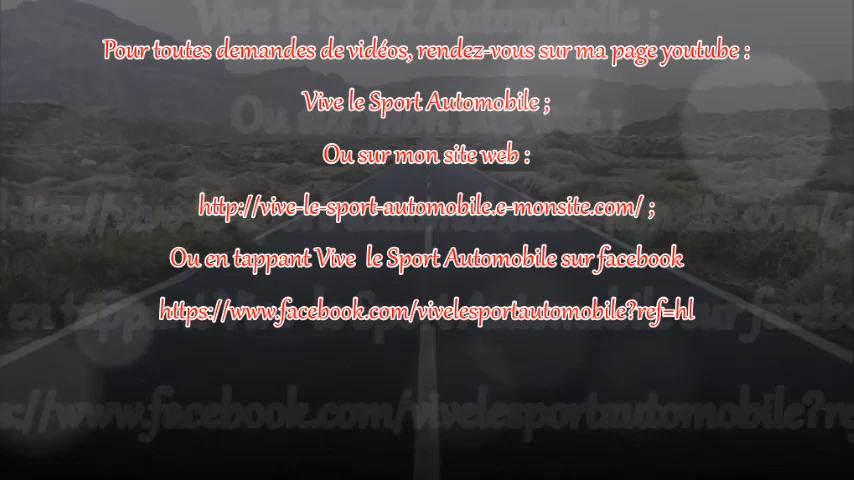 Pour toutes demandes de vidéos, rendez-vous sur ma page youtube :
Vive le Sport Automobile ;
Ou sur mon site web :
http://vive-le-sport-automobile.e-monsite.com/ ;
Ou en tappant Vive  le Sport Automobile sur facebook
https://www.facebook.com/vivelesportautomobile?ref=hl